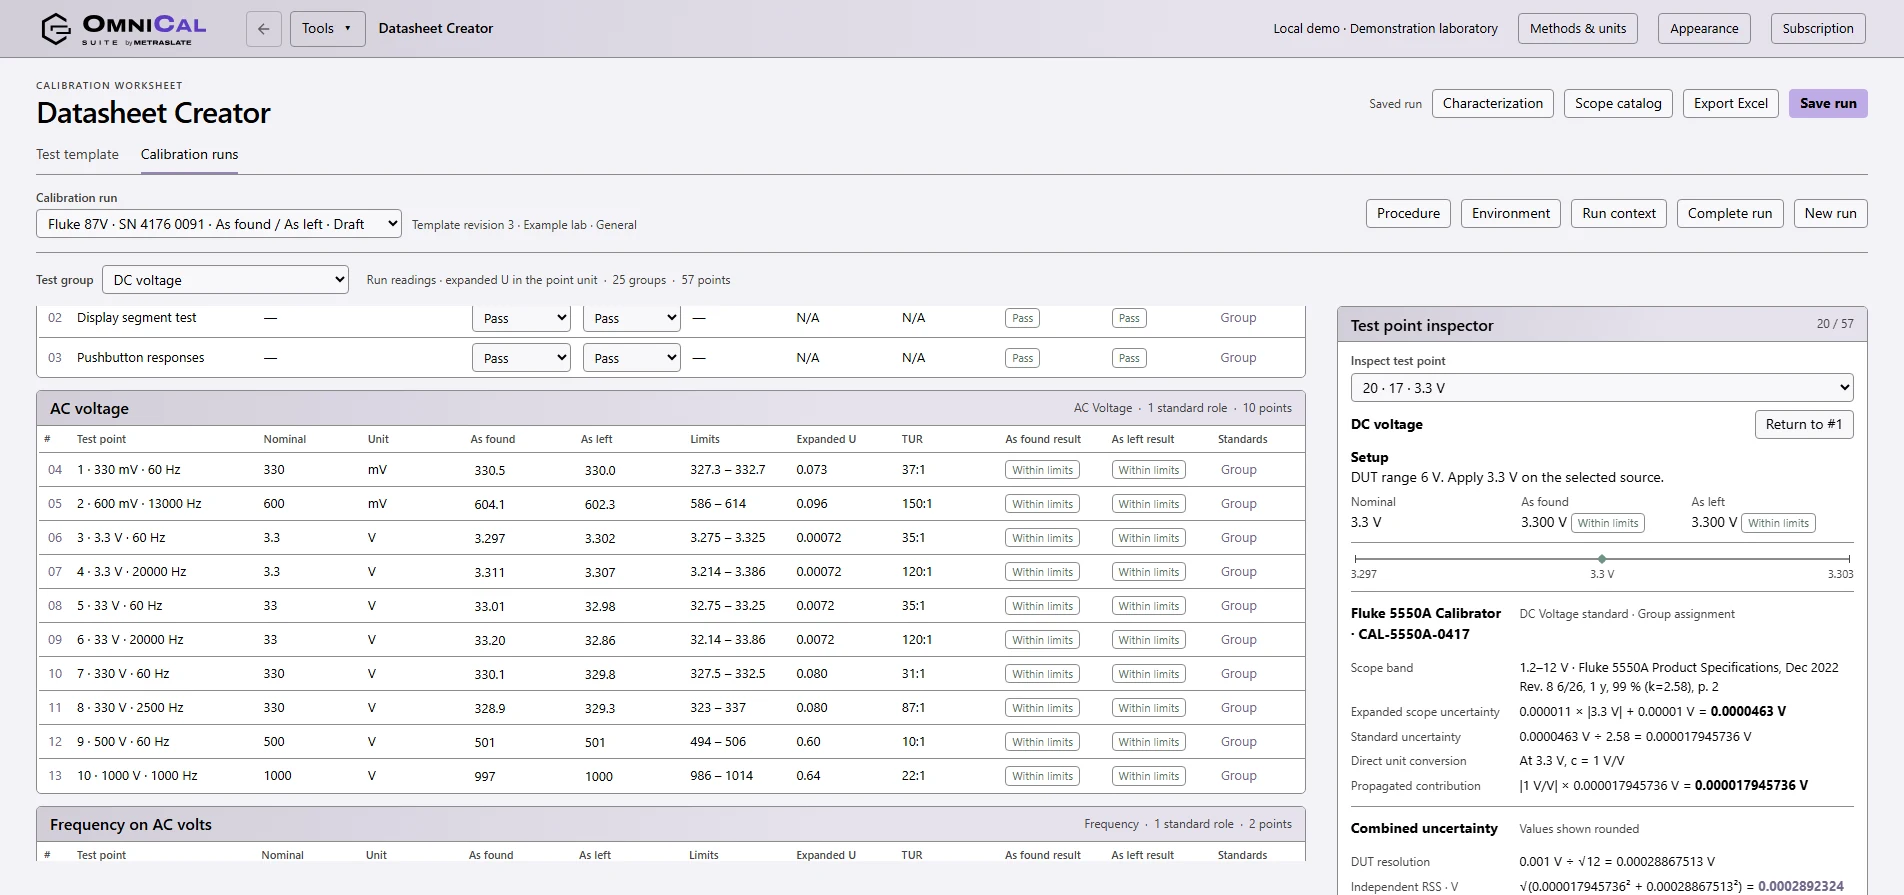 OMNICAL
SUITE by METRASLATE
Tools ▼
Datasheet Creator
Local demo · Demonstration laboratory
Methods & units
Appearance
Subscription
CALIBRATION WORKSHEET
Datasheet Creator
Saved run
Characterization
Scope catalog
Export Excel
Save run
Test template
Calibration runs
Calibration run
Fluke 87V · SN 4176 0091 · As found / As left · Draft
Template revision 3 · Example lab · General
Procedure
Environment
Run context
Complete run
New run
Test group
DC voltage
Run readings · expanded U in the point unit · 25 groups · 57 points
02 Display segment test — Pass Pass — N/A N/A Pass Pass Group
03 Pushbutton responses — Pass Pass — N/A N/A Pass Pass Group
AC voltage
AC Voltage · 1 standard role · 10 points
# Test point Nominal Unit As found As left Limits Expanded U TUR As found result As left result Standards
04 1 · 330 mV · 60 Hz 330 mV 330.5 330.0 327.3 – 332.7 0.073 37:1 Within limits Within limits Group
05 2 · 600 mV · 13000 Hz 600 mV 604.1 602.3 586 – 614 0.096 150:1 Within limits Within limits Group
06 3 · 3.3 V · 60 Hz 3.3 V 3.297 3.302 3.275 – 3.325 0.00072 35:1 Within limits Within limits Group
07 4 · 3.3 V · 20000 Hz 3.3 V 3.311 3.307 3.214 – 3.386 0.00072 120:1 Within limits Within limits Group
08 5 · 33 V · 60 Hz 33 V 33.01 32.98 32.75 – 33.25 0.0072 35:1 Within limits Within limits Group
09 6 · 33 V · 20000 Hz 33 V 33.20 32.86 32.14 – 33.86 0.0072 120:1 Within limits Within limits Group
10 7 · 330 V · 60 Hz 330 V 330.1 329.8 327.5 – 332.5 0.080 31:1 Within limits Within limits Group
11 8 · 330 V · 2500 Hz 330 V 328.9 329.3 323 – 337 0.080 87:1 Within limits Within limits Group
12 9 · 500 V · 60 Hz 500 V 501 501 494 – 506 0.60 10:1 Within limits Within limits Group
13 10 · 1000 V · 1000 Hz 1000 V 997 1000 986 – 1014 0.64 22:1 Within limits Within limits Group
Frequency on AC volts
Frequency · 1 standard role · 2 points
# Test point Nominal Unit As found As left Limits Expanded U TUR As found result As left result Standards
Test point inspector
20 / 57
Inspect test point
20 · 17 · 3.3 V
DC voltage
Return to #1
Setup
DUT range 6 V. Apply 3.3 V on the selected source.
Nominal As found As left
3.3 V 3.300 V Within limits 3.300 V Within limits
3.297 3.3 V 3.303
Fluke 5550A Calibrator DC Voltage standard · Group assignment
· CAL-5550A-0417
Scope band 1.2–12 V · Fluke 5550A Product Specifications, Dec 2022
Rev. 8 6/26, 1 y, 99 % (k=2.58), p. 2
Expanded scope uncertainty 0.000011 × |3.3 V| + 0.00001 V = 0.0000463 V
Standard uncertainty 0.0000463 V ÷ 2.58 = 0.000017945736 V
Direct unit conversion At 3.3 V, c = 1 V/V
Propagated contribution |1 V/V| × 0.000017945736 V = 0.000017945736 V
Combined uncertainty Values shown rounded
DUT resolution 0.001 V ÷ √12 = 0.00028867513 V
Independent RSS · V √(0.000017945736² + 0.00028867513²) = 0.0002892324